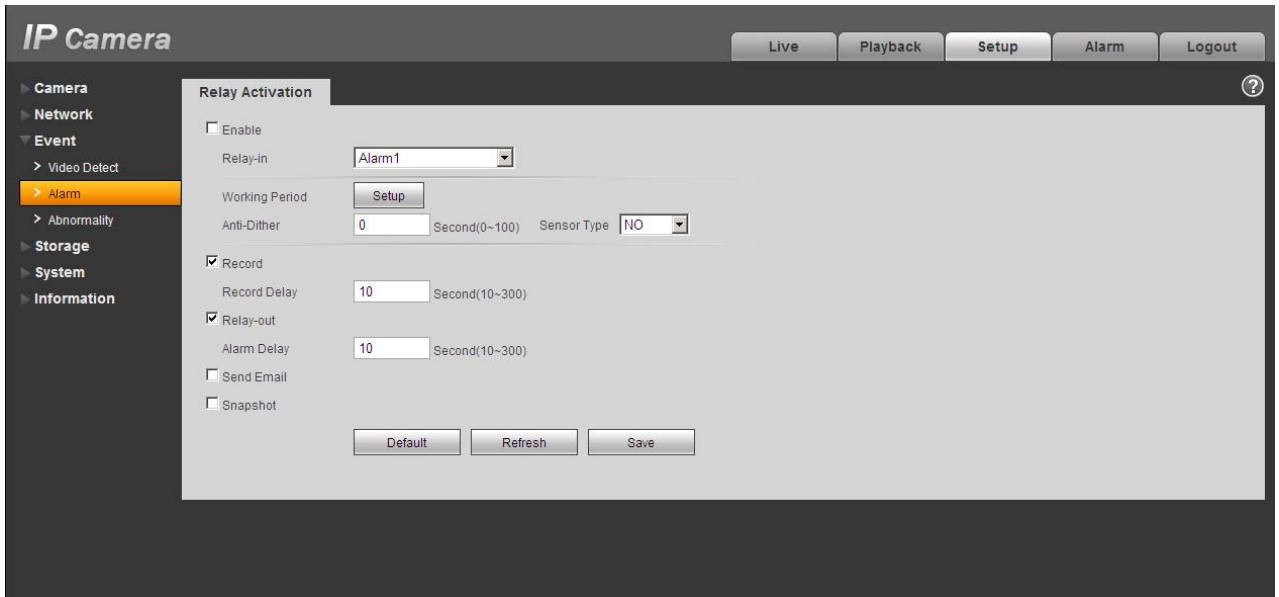 IP Camera
Live
Playback
Setup
Alarm
Logout
Camera
Network
Event
> Video Detect
> Alarm
> Abnormality
Storage
System
Information
Relay Activation
?
Enable
Relay-in Alarm1
Working Period Setup
Anti-Dither 0 Second(0~100) Sensor Type NO
Record
Record Delay 10 Second(10~300)
Relay-out
Alarm Delay 10 Second(10~300)
Send Email
Snapshot
Default Refresh Save